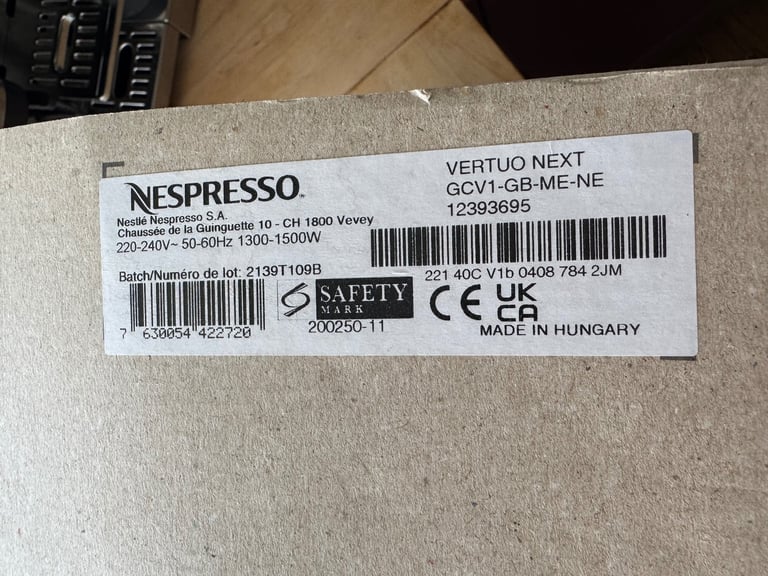 NESPRESSO
Nestlé Nespresso S.A.
Chaussée de la Guinguette 10 - CH 1800 Vevey
220-240V~ 50-60Hz 1300-1500W
Batch/Numéro de lot: 2139T109B
7 630054 422720
SAFETY
MARK
200250-11
VERTUO NEXT
GCV1-GB-ME-NE
12393695
221 40C V1b 0408 784 2JM
CE
UK
CA
MADE IN HUNGARY